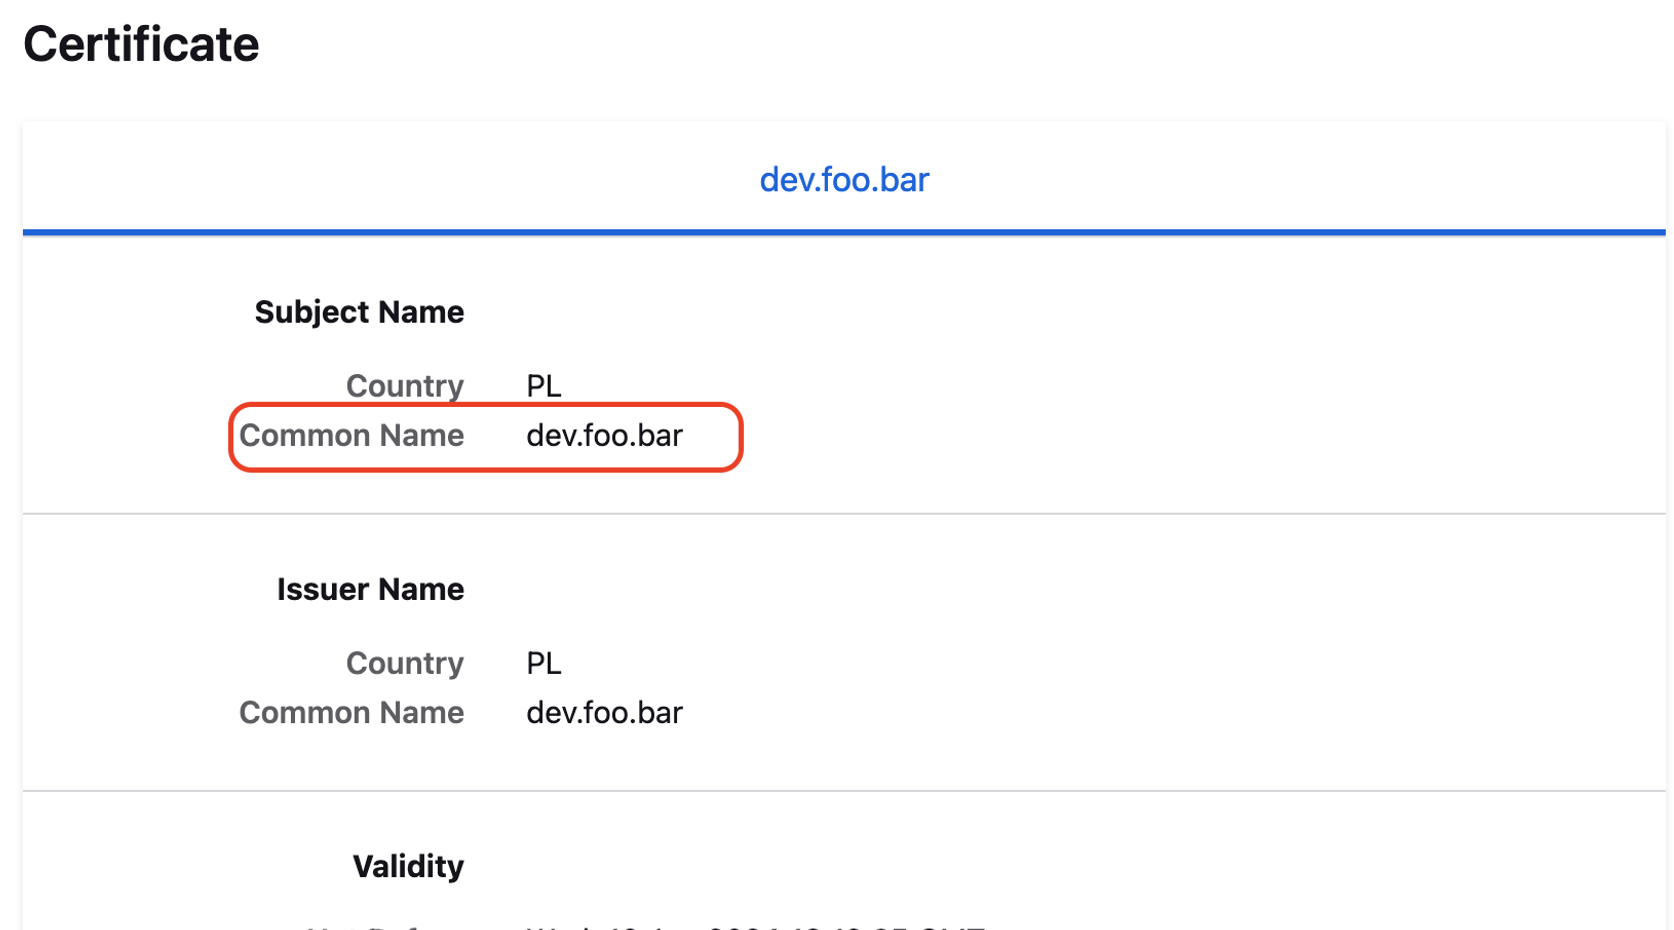 Certificate
dev.foo.bar
Subject Name
Country PL
Common Name dev.foo.bar
Issuer Name
Country PL
Common Name dev.foo.bar
Validity